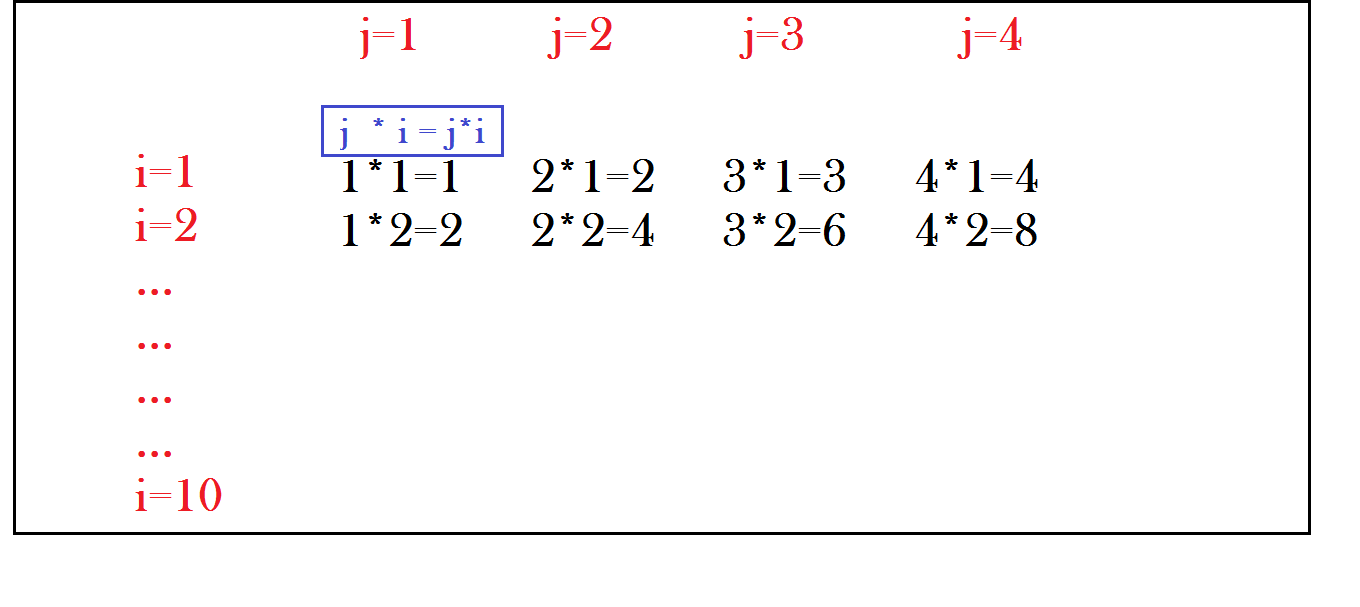 j=1 j=2 j=3 j=4
j * i = j*i
i=1 1*1=1 2*1=2 3*1=3 4*1=4
i=2 1*2=2 2*2=4 3*2=6 4*2=8
...
...
...
...
i=10